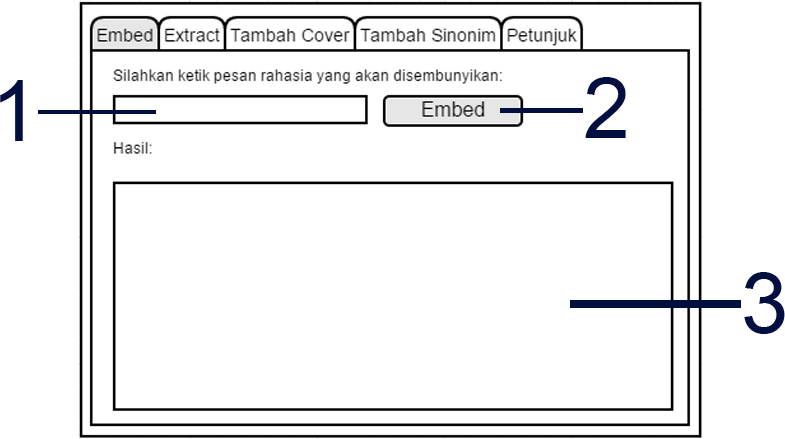 Embed Extract Tambah Cover Tambah Sinonim Petunjuk
Silahkan ketik pesan rahasia yang akan disembunyikan:
1 Embed 2
Hasil:
3